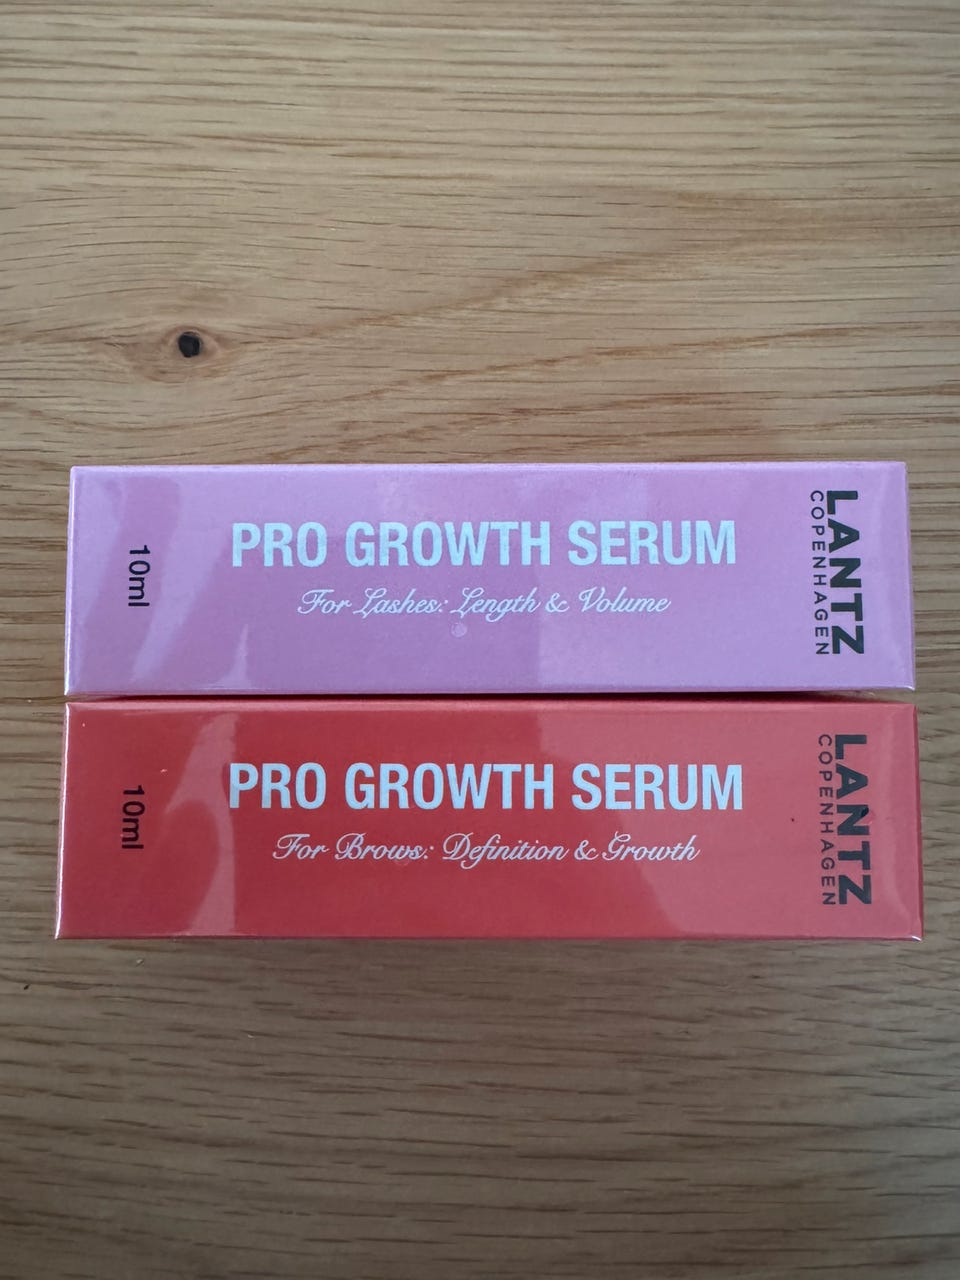 10ml
PRO GROWTH SERUM
For Lashes: Length & Volume
LANTZ
COPENHAGEN
10ml
PRO GROWTH SERUM
For Brows: Definition & Growth
LANTZ
COPENHAGEN